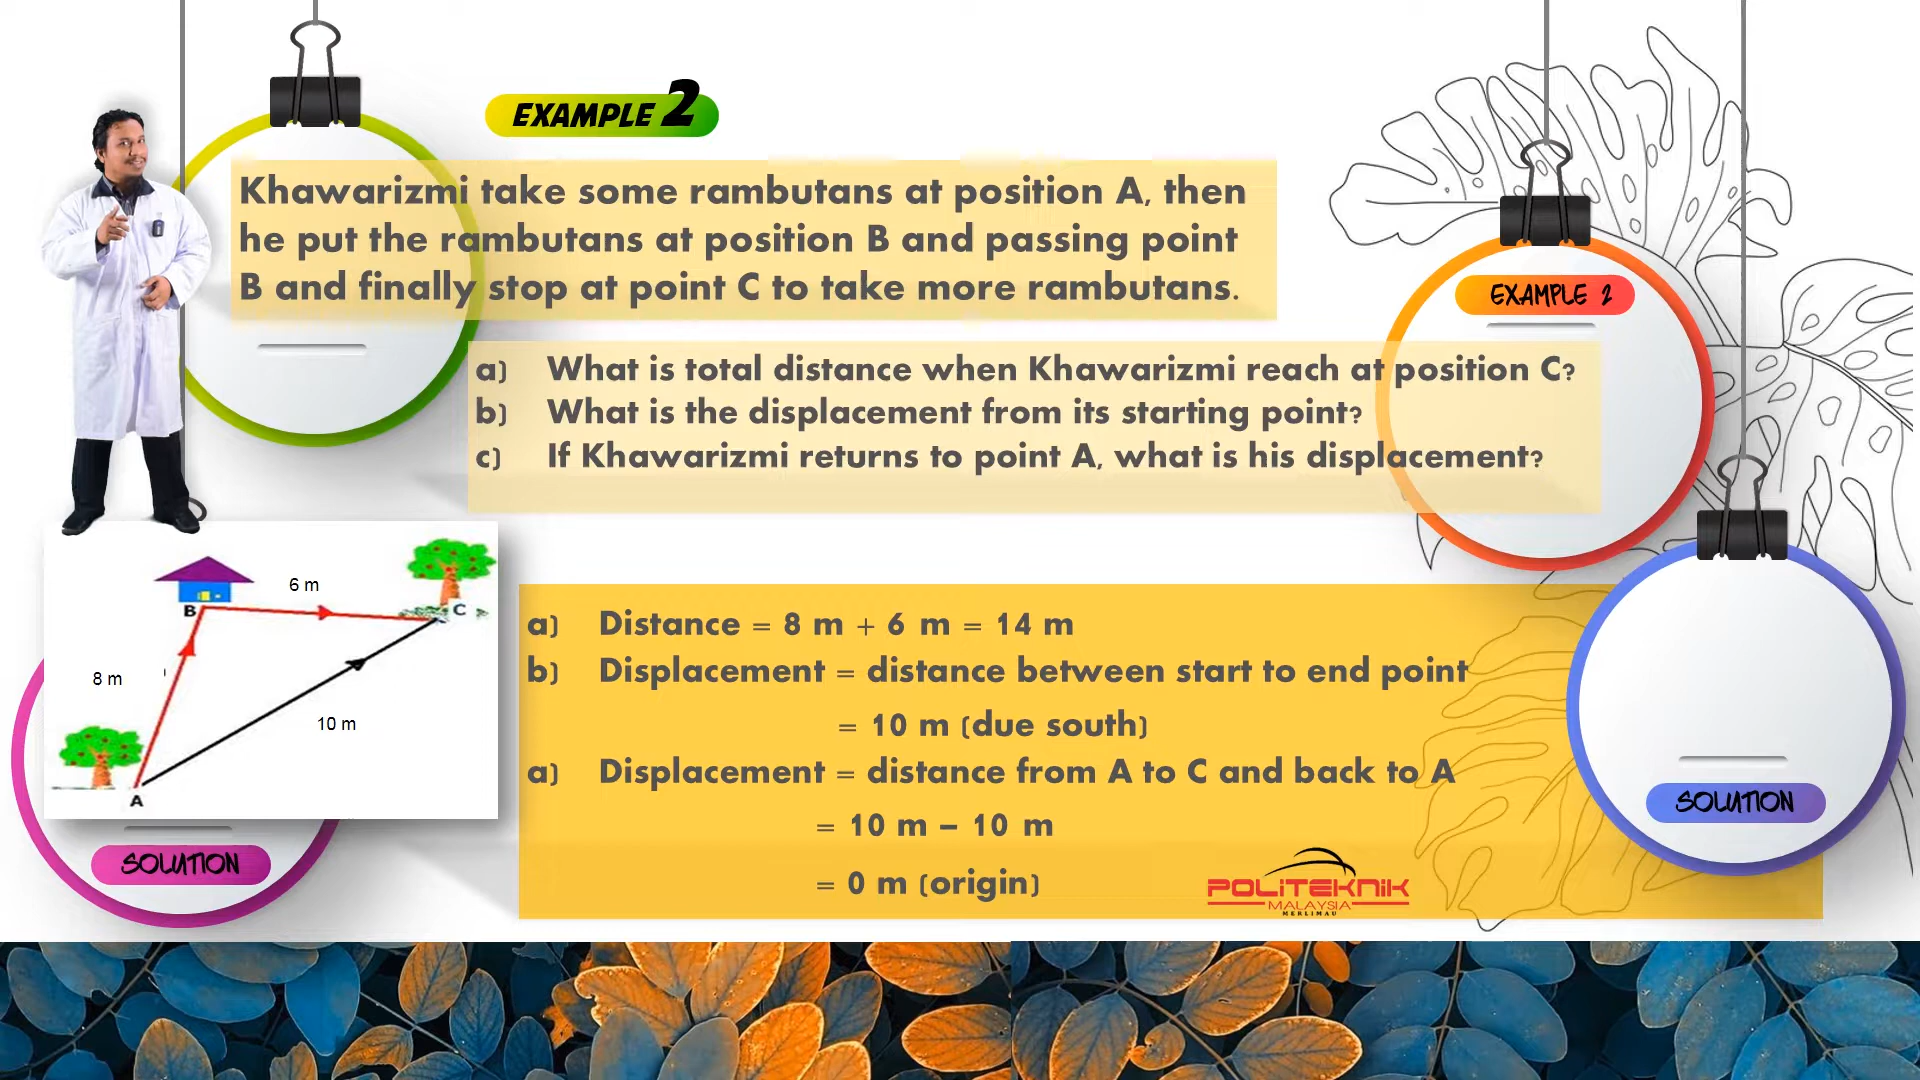 EXAMPLE 2
Khawarizmi take some rambutans at position A, then
he put the rambutans at position B and passing point
B and finally stop at point C to take more rambutans.
EXAMPLE 2
a) What is total distance when Khawarizmi reach at position C?
b) What is the displacement from its starting point?
c) If Khawarizmi returns to point A, what is his displacement?
6 m
B
C
8 m
10 m
A
a) Distance = 8 m + 6 m = 14 m
b) Displacement = distance between start to end point
= 10 m (due south)
a) Displacement = distance from A to C and back to A
= 10 m – 10 m
= 0 m (origin)
SOLUTION
SOLUTION
POLITEKNIK
MALAYSIA
MERLIMAU